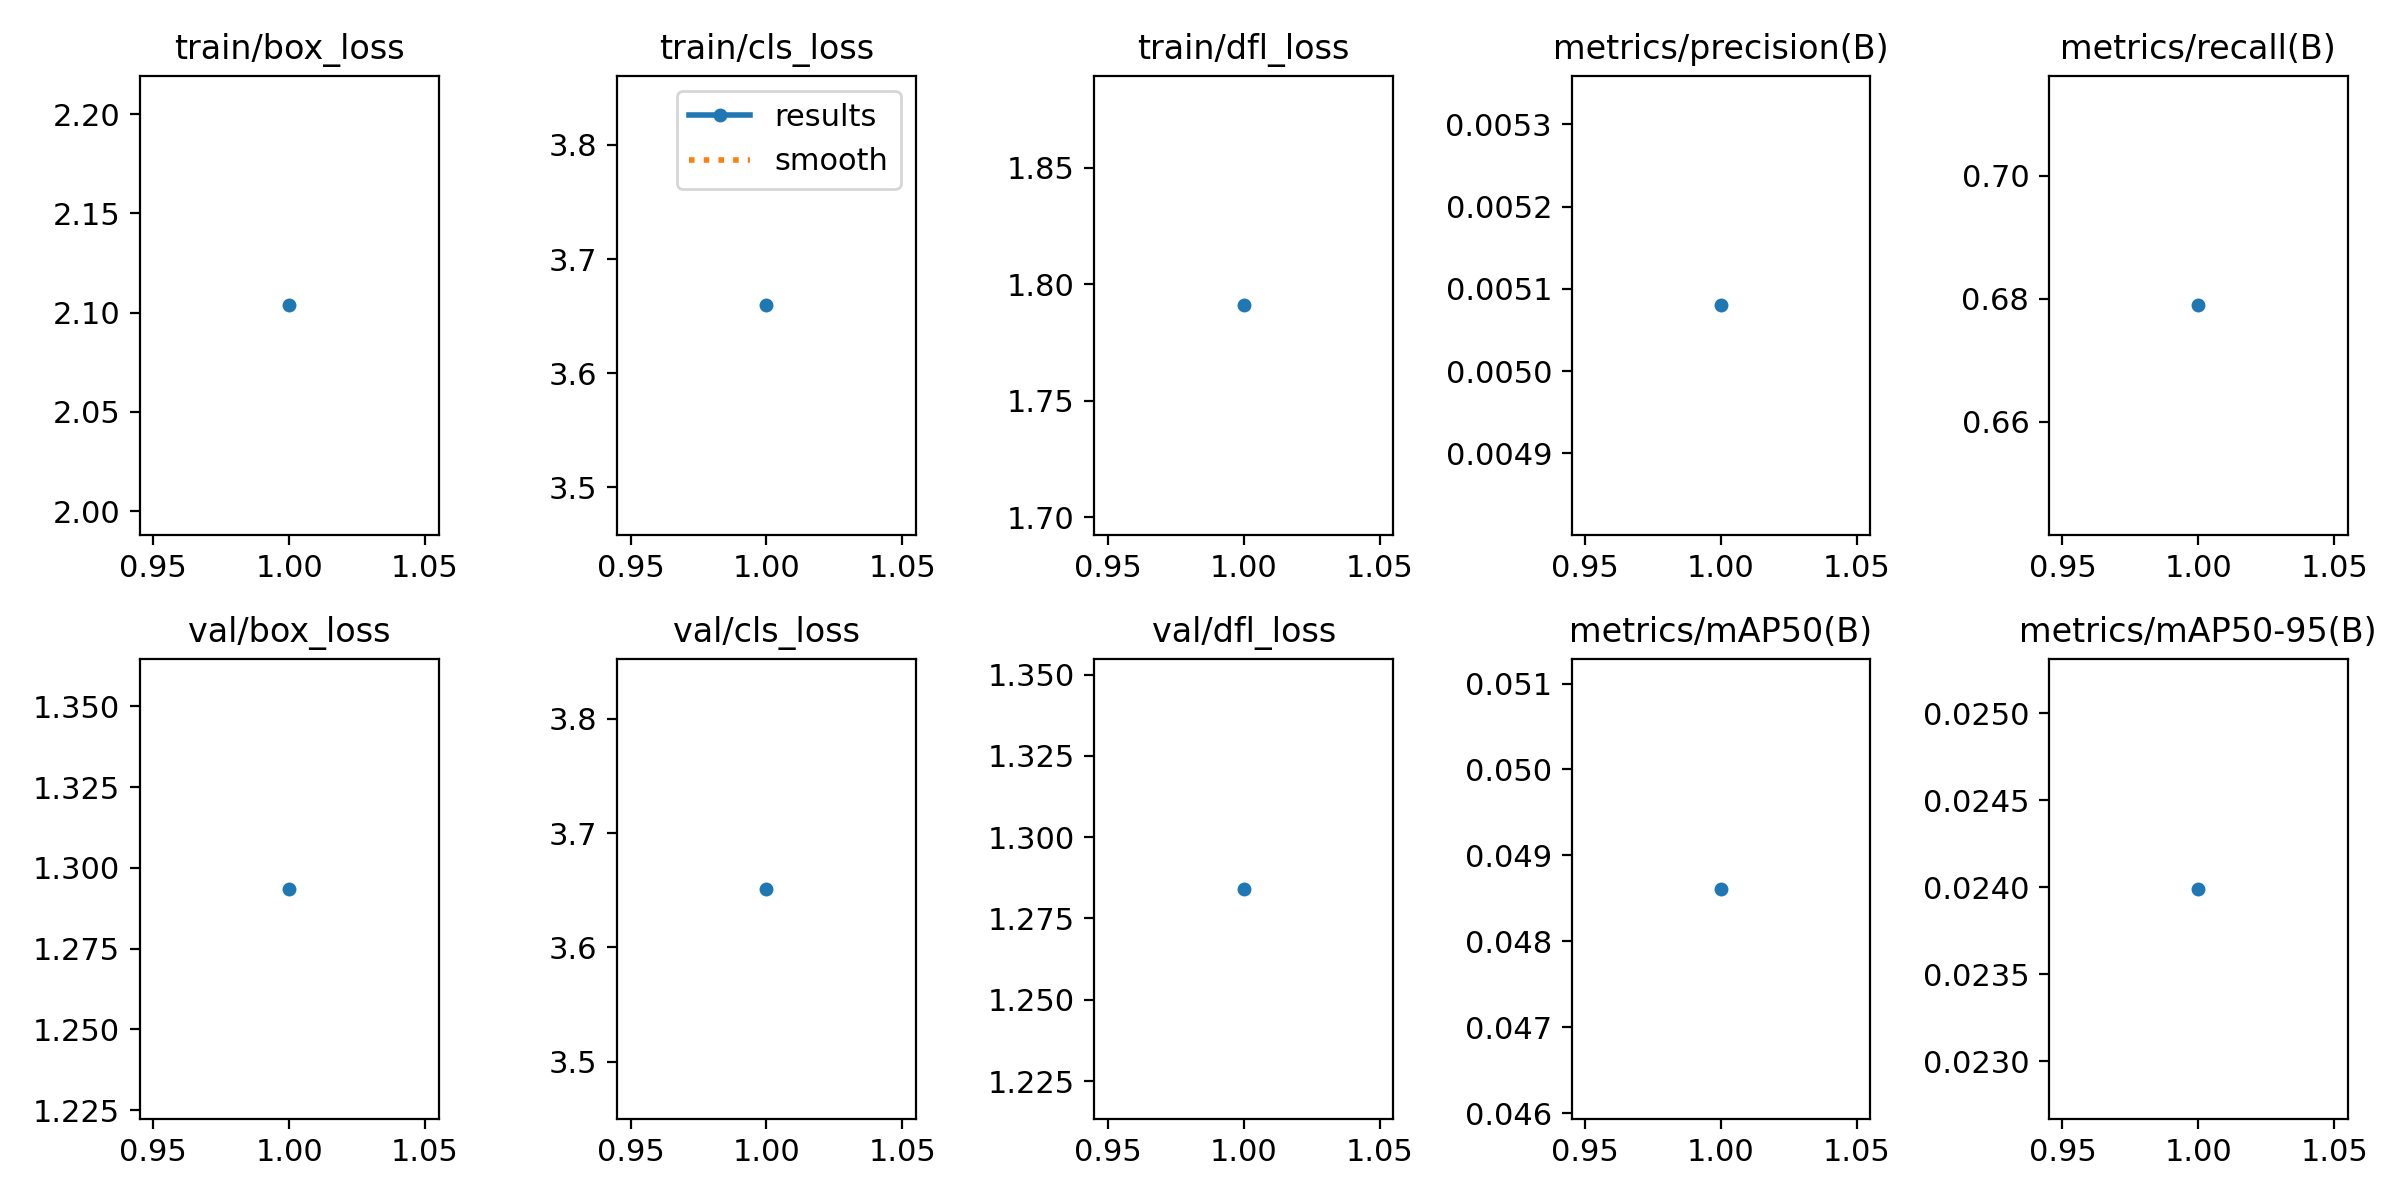 train/box_loss
2.20
2.15
2.10
2.05
2.00
0.95 1.00 1.05
train/cls_loss
results
smooth
3.8
3.7
3.6
3.5
0.95 1.00 1.05
train/dfl_loss
1.85
1.80
1.75
1.70
0.95 1.00 1.05
metrics/precision(B)
0.0053
0.0052
0.0051
0.0050
0.0049
0.95 1.00 1.05
metrics/recall(B)
0.70
0.68
0.66
0.95 1.00 1.05
val/box_loss
1.350
1.325
1.300
1.275
1.250
1.225
0.95 1.00 1.05
val/cls_loss
3.8
3.7
3.6
3.5
0.95 1.00 1.05
val/dfl_loss
1.350
1.325
1.300
1.275
1.250
1.225
0.95 1.00 1.05
metrics/mAP50(B)
0.051
0.050
0.049
0.048
0.047
0.046
0.95 1.00 1.05
metrics/mAP50-95(B)
0.0250
0.0245
0.0240
0.0235
0.0230
0.95 1.00 1.05